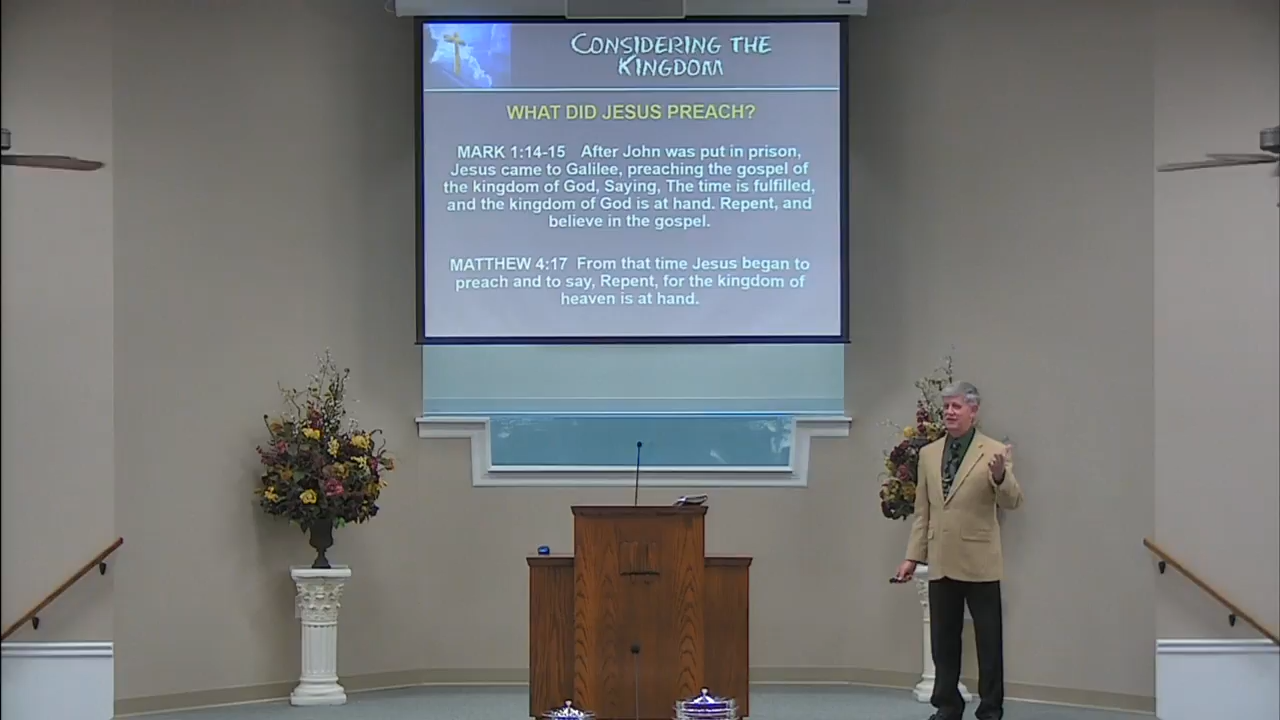 CONSIDERING THE
KINGDOM
WHAT DID JESUS PREACH?
MARK 1:14-15 After John was put in prison,
Jesus came to Galilee, preaching the gospel of
the kingdom of God, Saying, The time is fulfilled,
and the kingdom of God is at hand. Repent, and
believe in the gospel.
MATTHEW 4:17 From that time Jesus began to
preach and to say, Repent, for the kingdom of
heaven is at hand.